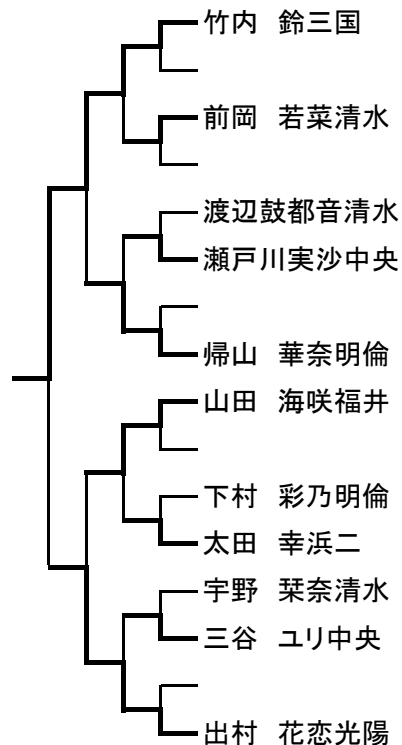 竹内　鈴三国
前岡　若菜清水
渡辺鼓都音清水
瀬戸川実沙中央
帰山　華奈明倫
山田　海咲福井
下村　彩乃明倫
太田　幸浜二
宇野　栞奈清水
三谷　ユリ中央
出村　花恋光陽